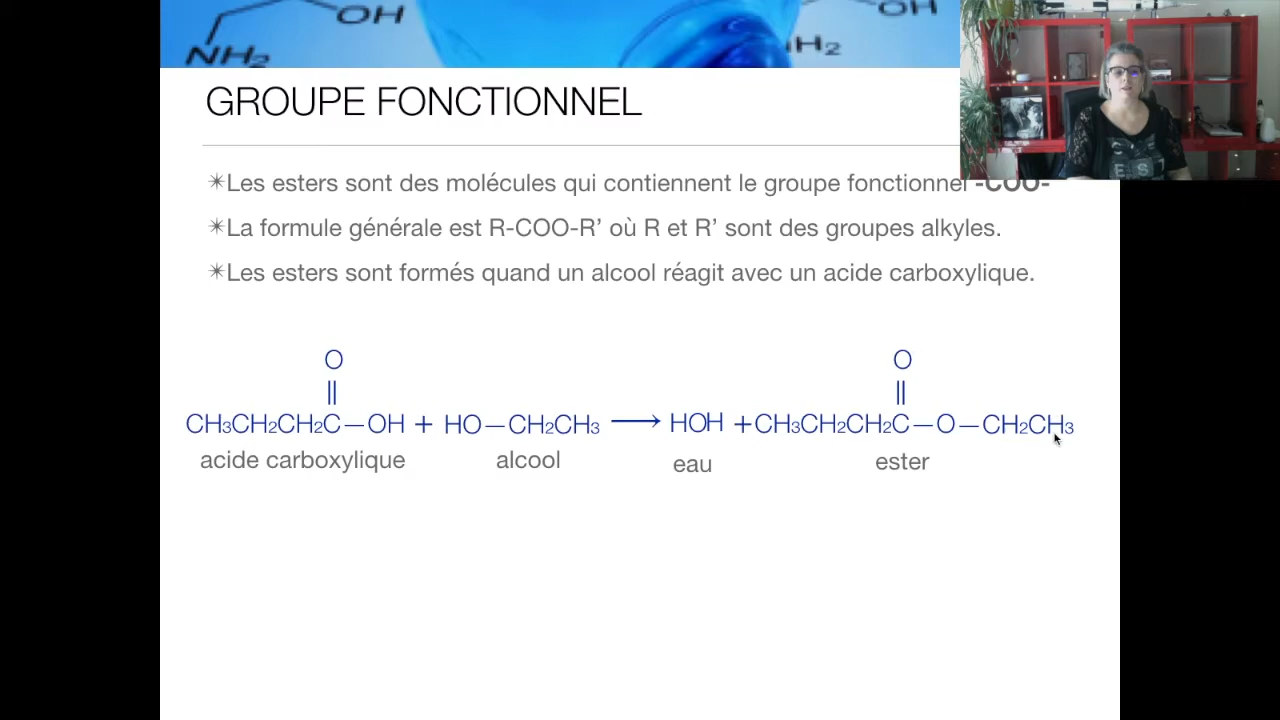 OH
OH
NH2
H2
GROUPE FONCTIONNEL
✴Les esters sont des molécules qui contiennent le groupe fonctionnel -COO-
✴La formule générale est R-COO-R’ où R et R’ sont des groupes alkyles.
✴Les esters sont formés quand un alcool réagit avec un acide carboxylique.
O
||
CH3CH2CH2C—OH + HO—CH2CH3 ⟶ HOH +CH3CH2CH2C—O—CH2CH3
O
||
acide carboxylique
alcool
eau
ester